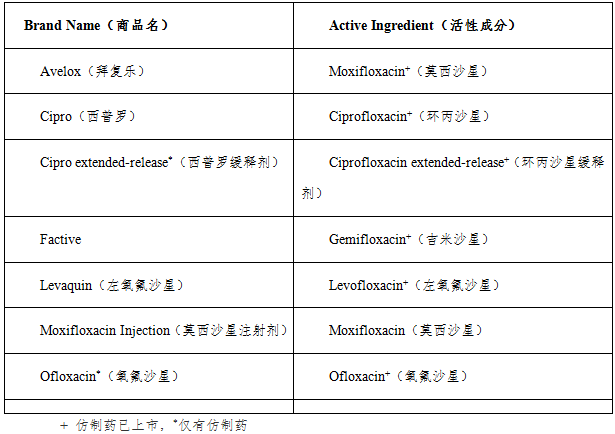 Brand Name（商品名） Active Ingredient（活性成分）
Avelox（拜复乐） Moxifloxacin+（莫西沙星）
Cipro（西普罗） Ciprofloxacin+（环丙沙星）
Cipro extended-release*（西普罗缓释剂） Ciprofloxacin extended-release+（环丙沙星缓释
剂）
Factive Gemifloxacin+（吉米沙星）
Levaquin（左氧氟沙星） Levofloxacin+（左氧氟沙星）
Moxifloxacin Injection（莫西沙星注射剂） Moxifloxacin（莫西沙星）
Ofloxacin*（氧氟沙星） Ofloxacin+（氧氟沙星）
+ 仿制药已上市，*仅有仿制药